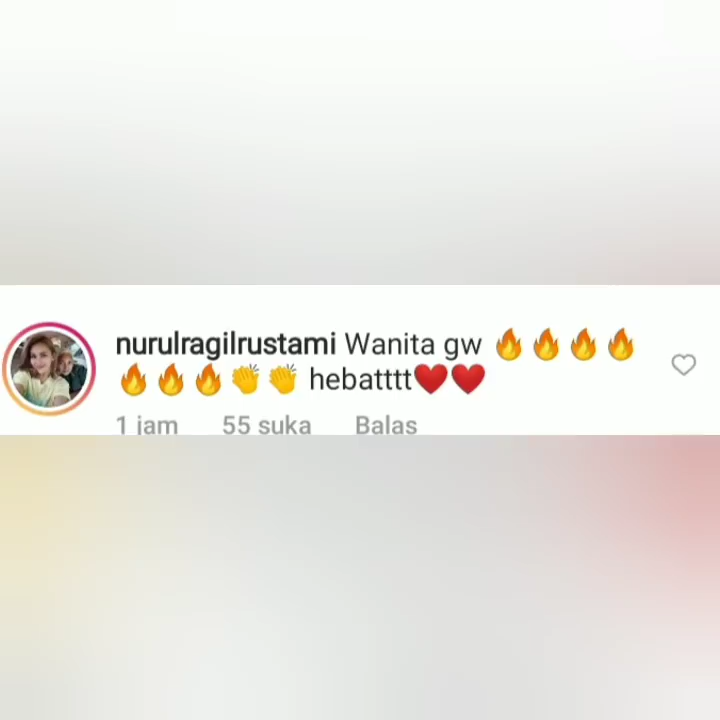 nurulragilrustami Wanita gw 🔥🔥🔥🔥
🔥🔥🔥👏👏 hebatttt❤️❤️
1 jam 55 suka Balas